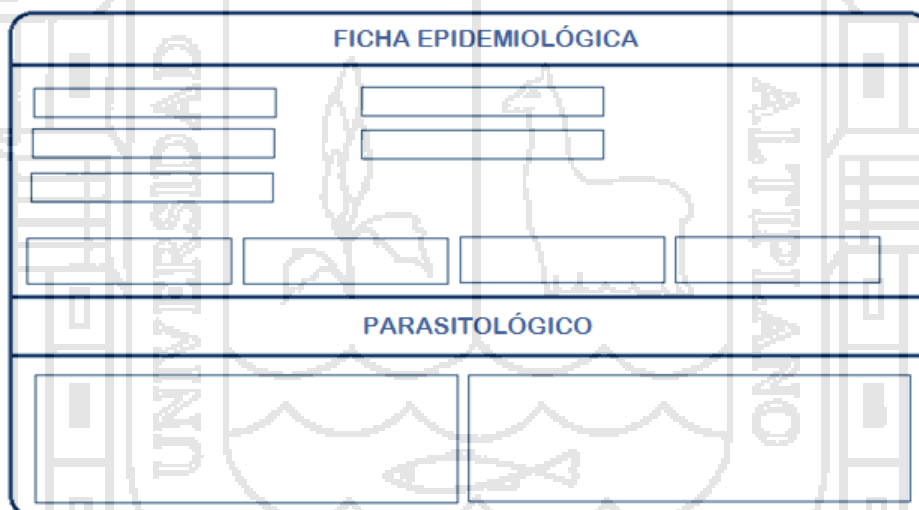 FICHA EPIDEMIOLÓGICA
UNIVERSIDAD
ALTIPLANO
PARASITOLÓGICO